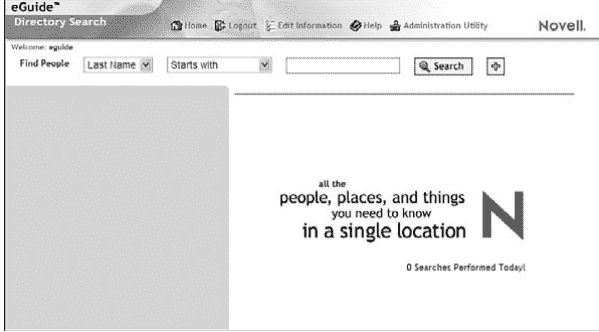 eGuide™
Directory Search
Home Logout Edit Information Help Administration Utility
Novell.
Welcome: eguide
Find People Last Name Starts with Search
all the
people, places, and things
you need to know
in a single location
N
0 Searches Performed Today!